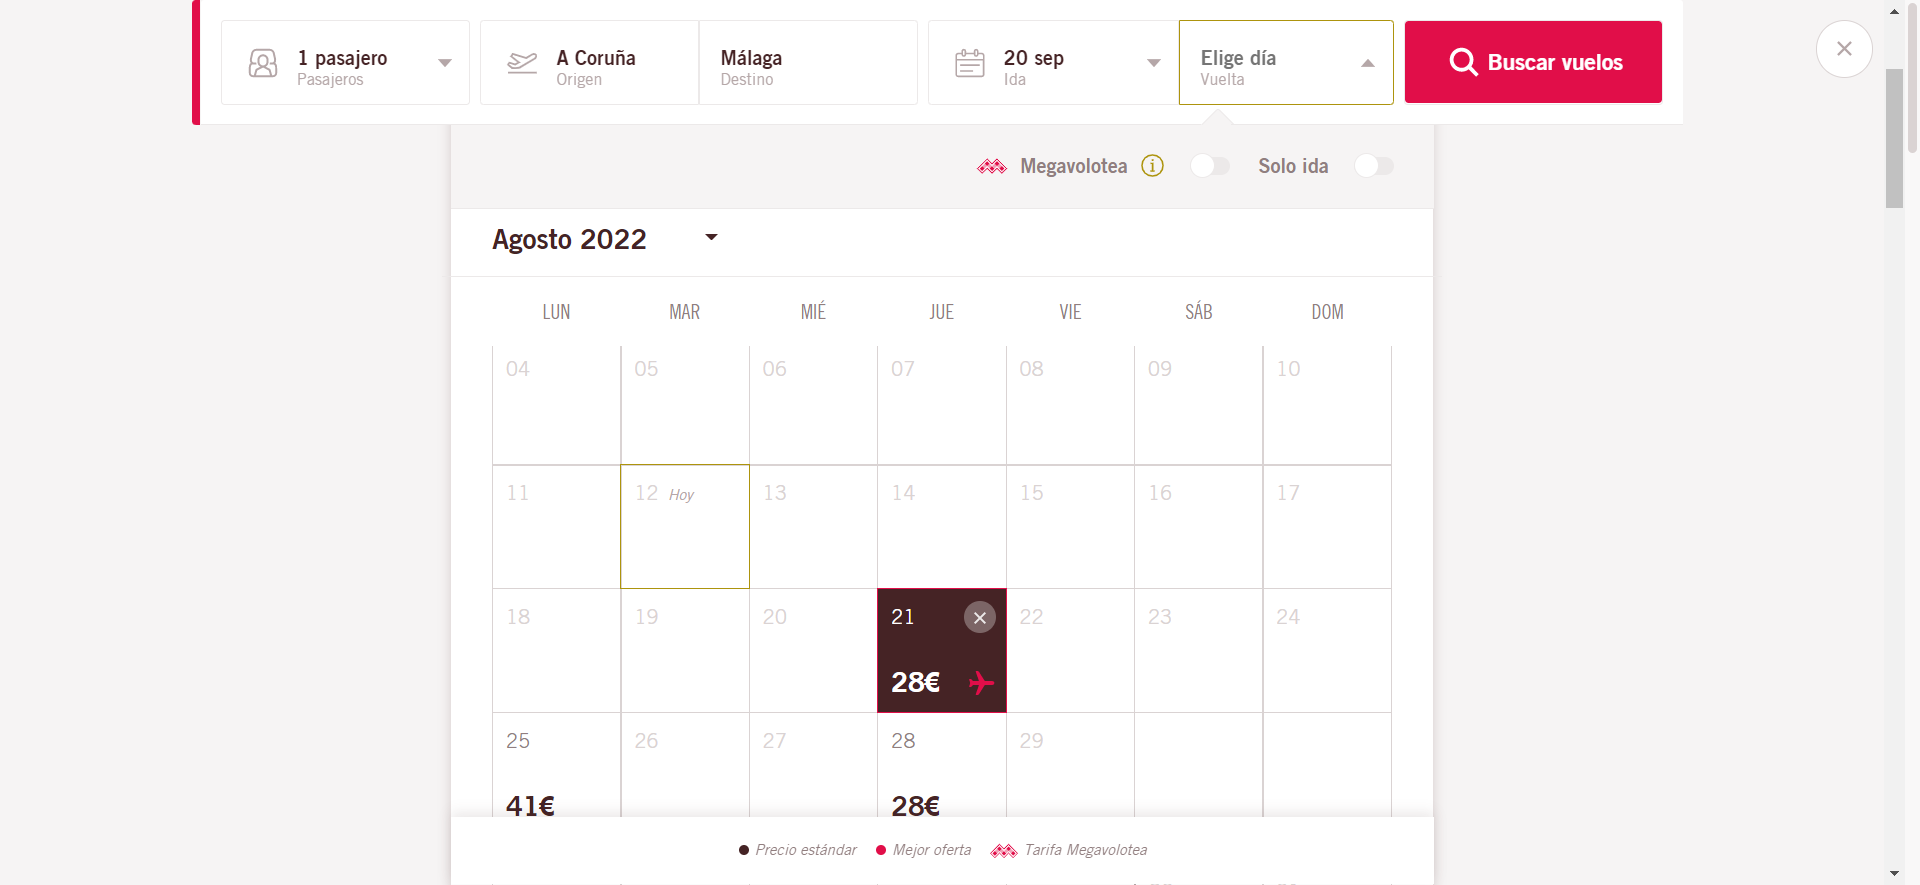 1 pasajero
Pasajeros
A Coruña
Origen
Málaga
Destino
20 sep
Ida
Elige día
Vuelta
Buscar vuelos
Megavolotea
Solo ida
Agosto 2022
LUN MAR MIÉ JUE VIE SÁB DOM
04 05 06 07 08 09 10
11 12 Hoy 13 14 15 16 17
18 19 20 21 22 23 24
28€
25 26 27 28 29
41€ 28€
Precio estándar Mejor oferta Tarifa Megavolotea